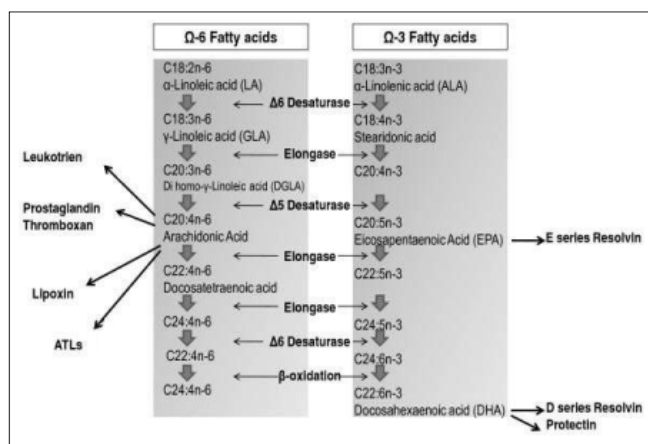 Ω-6 Fatty acids
Ω-3 Fatty acids
C18:2n-6
α-Linoleic acid (LA)
C18:3n-6
γ-Linoleic acid (GLA)
C20:3n-6
Di homo-γ-Linoleic acid (DGLA)
C20:4n-6
Arachidonic Acid
C22:4n-6
Docosatetraenoic acid
C24:4n-6
C22:4n-6
C24:4n-6
Δ6 Desaturase
Elongase
Δ5 Desaturase
Elongase
Elongase
Δ6 Desaturase
β-oxidation
C18:3n-3
α-Linolenic acid (ALA)
C18:4n-3
Stearidonic acid
C20:4n-3
C20:5n-3
Eicosapentaenoic Acid (EPA)
C22:5n-3
C24:5n-3
C24:6n-3
C22:6n-3
Docosahexaenoic acid (DHA)
Leukotrien
Prostaglandin
Thromboxan
Lipoxin
ATLs
E series Resolvin
D series Resolvin
Protectin